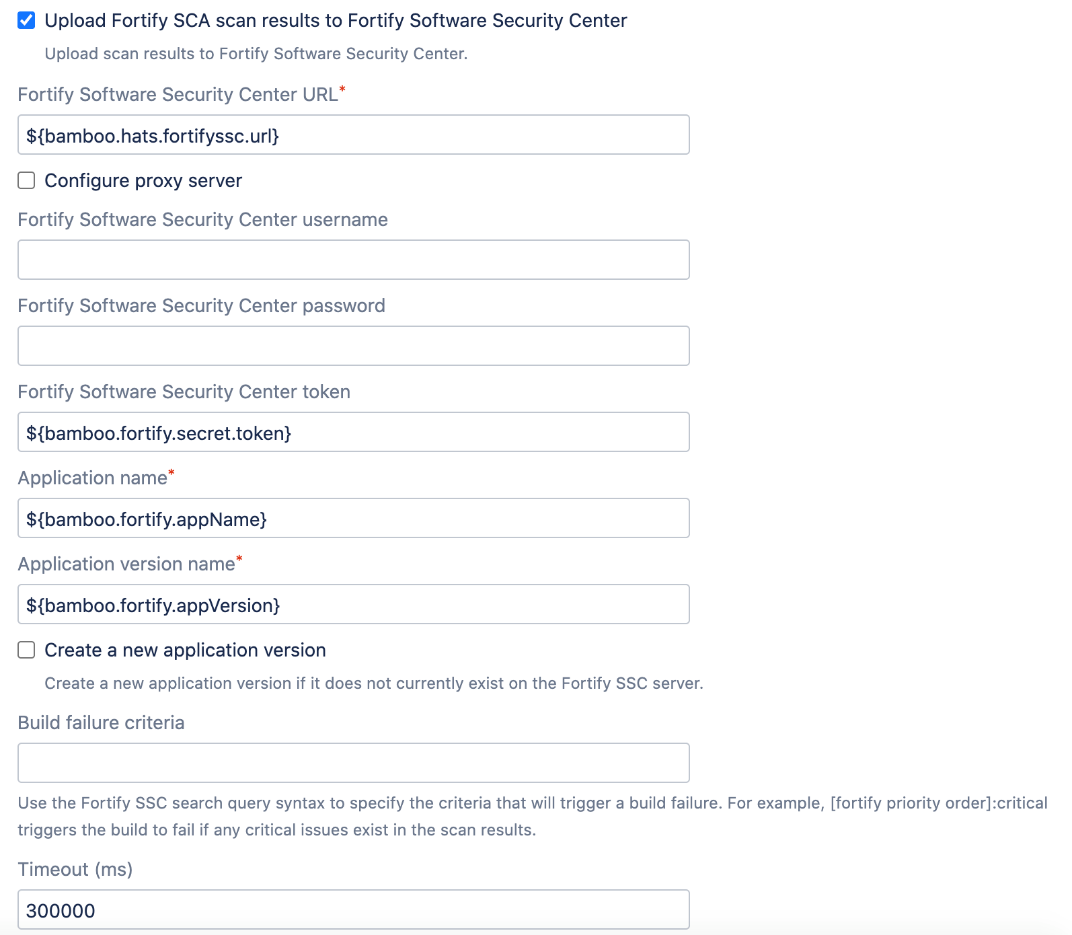 Upload Fortify SCA scan results to Fortify Software Security Center
Upload scan results to Fortify Software Security Center.
Fortify Software Security Center URL*
${bamboo.hats.fortifyssc.url}
Configure proxy server
Fortify Software Security Center username
Fortify Software Security Center password
Fortify Software Security Center token
${bamboo.fortify.secret.token}
Application name*
${bamboo.fortify.appName}
Application version name*
${bamboo.fortify.appVersion}
Create a new application version
Create a new application version if it does not currently exist on the Fortify SSC server.
Build failure criteria
Use the Fortify SSC search query syntax to specify the criteria that will trigger a build failure. For example, [fortify priority order]:critical
triggers the build to fail if any critical issues exist in the scan results.
Timeout (ms)
300000